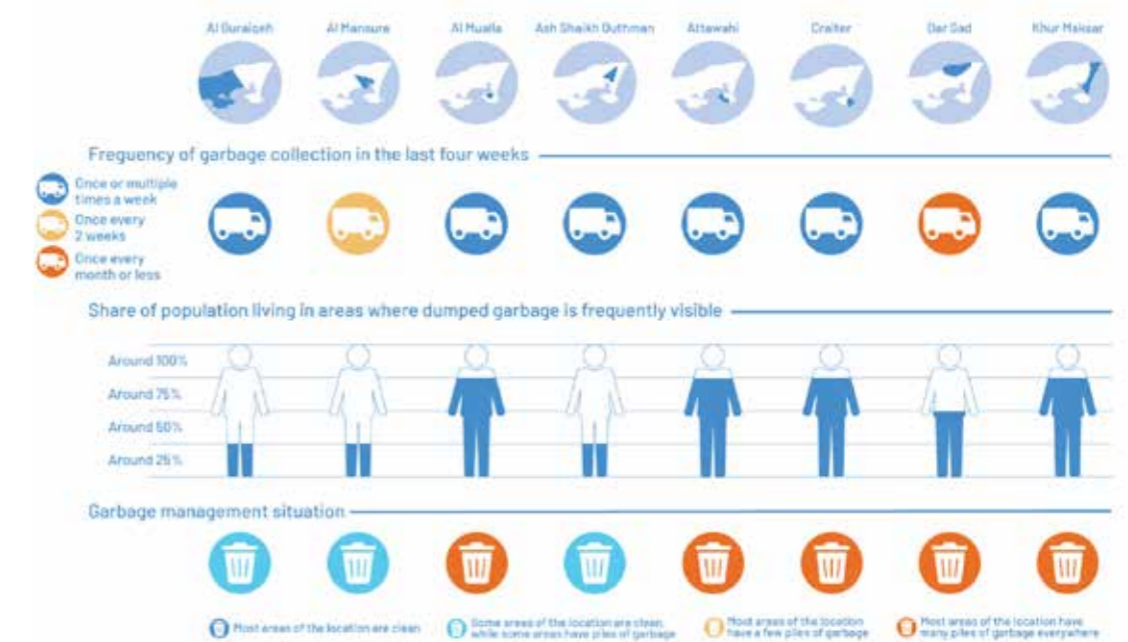 Al Buraiqeh Al Mansura Al Mualla Ash Shaikh Outhman Attawahi Craiter Dar Sad Khur Maksar
Frequency of garbage collection in the last four weeks
Once or multiple
times a week
Once every
2 weeks
Once every
month or less
Share of population living in areas where dumped garbage is frequently visible
Around 100%
Around 75%
Around 50%
Around 25%
Garbage management situation
Most areas of the location are clean
Some areas of the location are clean,
while some areas have piles of garbage
Most areas of the location
have a few piles of garbage
Most areas of the location have
many piles of garbage everywhere